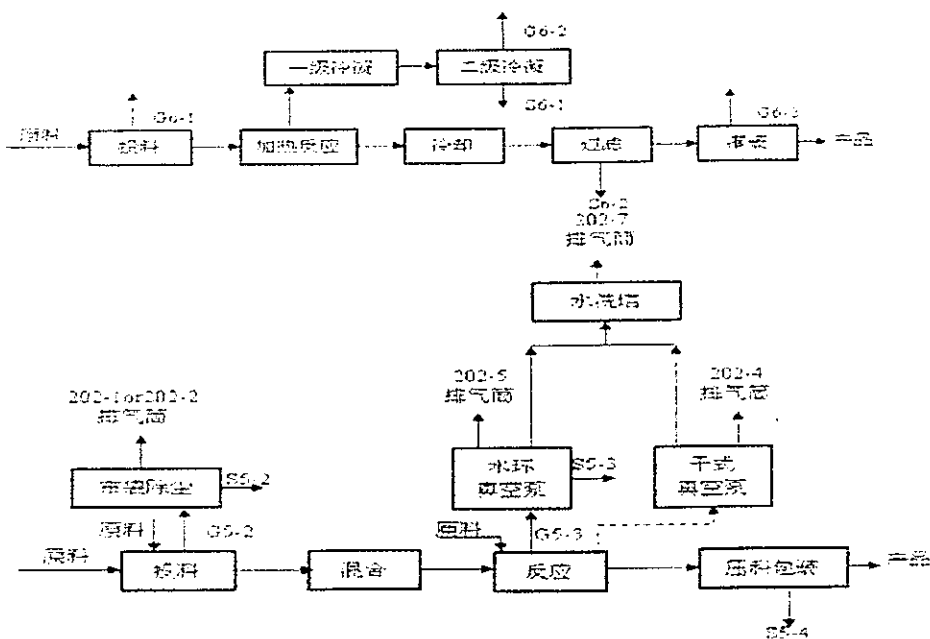 G6-2
一级冷凝
二级冷凝
S6-1
G6-1
G6-3
原料
投料
加热反应
冷却
过滤
灌装
产品
S6-2
202-7
排气筒
水洗塔
202-5
排气筒
202-4
排气筒
202-1or202-2
排气筒
布袋除尘
S5-2
水环
真空泵
S5-3
干式
真空泵
原料
G5-2
原料
G5-3
原料
投料
混合
反应
压料包装
产品
S5-4